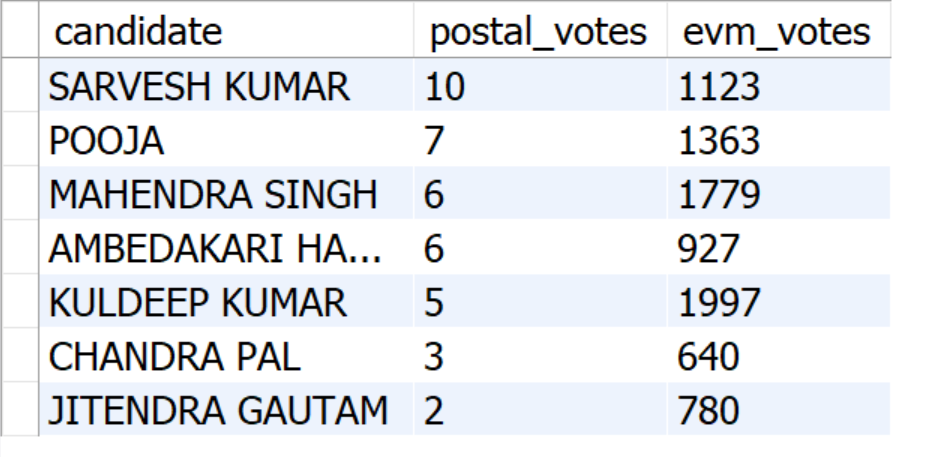 candidate postal_votes evm_votes
SARVESH KUMAR 10 1123
POOJA 7 1363
MAHENDRA SINGH 6 1779
AMBEDAKARI HA... 6 927
KULDEEP KUMAR 5 1997
CHANDRA PAL 3 640
JITENDRA GAUTAM 2 780